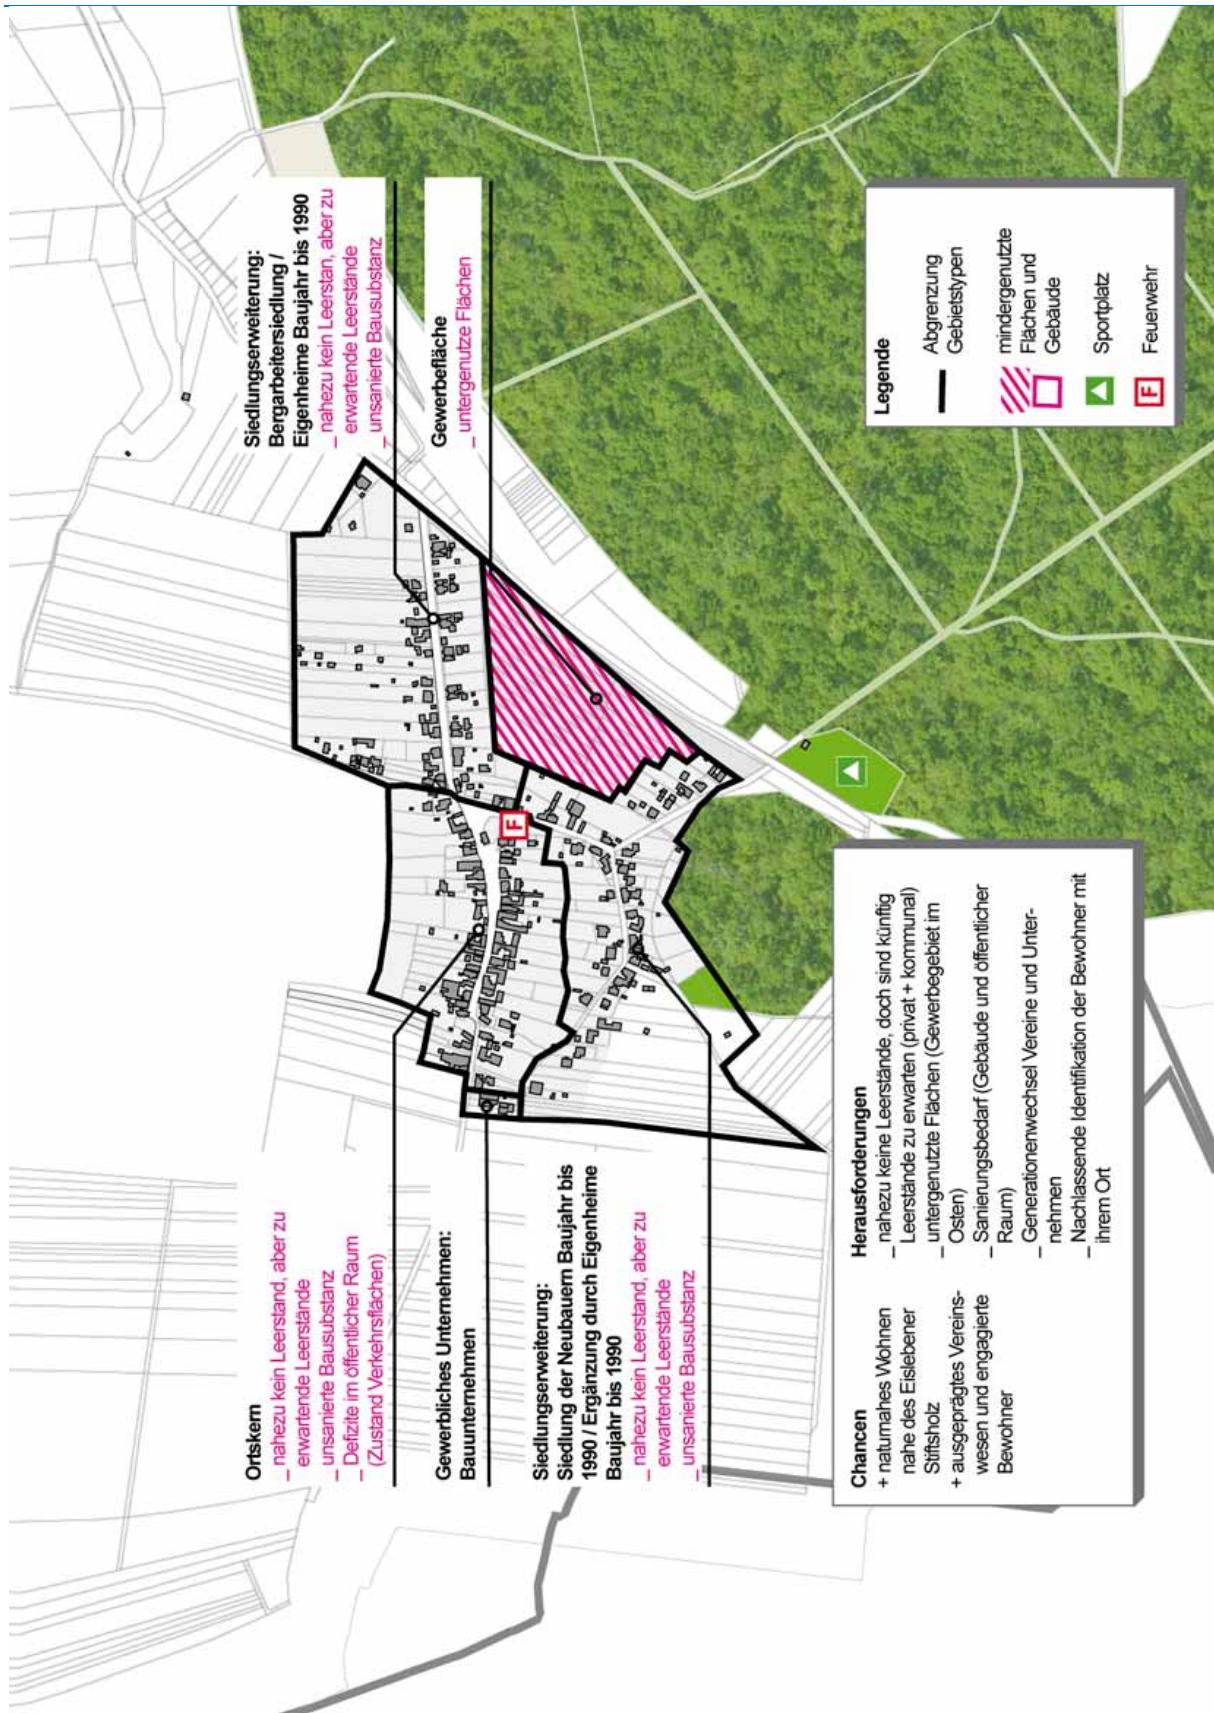 Ortskern
_ nahezu kein Leerstand, aber zu
erwartende Leerstände
_ unsanierte Bausubstanz
_ Defizite im öffentlicher Raum
(Zustand Verkehrsflächen)
Gewerbliches Unternehmen:
Bauunternehmen
Siedlungserweiterung:
Siedlung der Neubauern Baujahr bis
1990 / Ergänzung durch Eigenheime
Baujahr bis 1990
_ nahezu kein Leerstand, aber zu
erwartende Leerstände
_ unsanierte Bausubstanz
Siedlungserweiterung:
Bergarbeitersiedlung /
Eigenheime Baujahr bis 1990
_ nahezu kein Leerstan, aber zu
erwartende Leerstände
_ unsanierte Bausubstanz
Gewerbefläche
_ untergenutze Flächen
F
Chancen
+ naturnahes Wohnen
nahe des Eislebener
Stiftsholz
+ ausgeprägtes Vereins-
wesen und engagierte
Bewohner
Herausforderungen
_ nahezu keine Leerstände, doch sind künftig
Leerstände zu erwarten (privat + kommunal)
_ untergenutzte Flächen (Gewerbegebiet im
Osten)
_ Sanierungsbedarf (Gebäude und öffentlicher
Raum)
_ Generationenwechsel Vereine und Unter-
nehmen
_ Nachlassende Identifikation der Bewohner mit
ihrem Ort
Legende
Abgrenzung
Gebietstypen
mindergenutzte
Flächen und
Gebäude
Sportplatz
F Feuerwehr